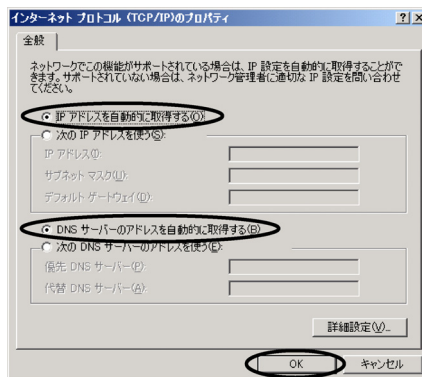 インターネット プロトコル (TCP/IP)のプロパティ
全般
ネットワークでこの機能がサポートされている場合は、IP 設定を自動的に取得することがで
きます。サポートされていない場合は、ネットワーク管理者に適切な IP 設定を問い合わせ
てください。
IP アドレスを自動的に取得する(O)
次の IP アドレスを使う(S):
IP アドレス(I):
サブネット マスク(U):
デフォルト ゲートウェイ(D):
DNS サーバーのアドレスを自動的に取得する(B)
次の DNS サーバーのアドレスを使う(E):
優先 DNS サーバー(P):
代替 DNS サーバー(A):
詳細設定(V)...
OK
キャンセル